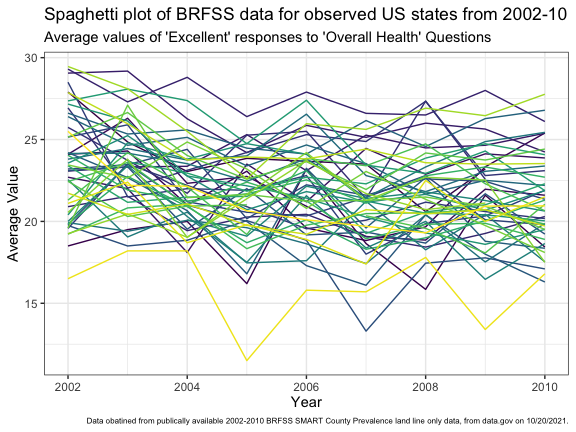 Spaghetti plot of BRFSS data for observed US states from 2002-10
Average values of 'Excellent' responses to 'Overall Health' Questions
30
25
20
15
Average Value
2002 2004 2006 2008 2010
Year
Data obatined from publically available 2002-2010 BRFSS SMART County Prevalence land line only data, from data.gov on 10/20/2021.